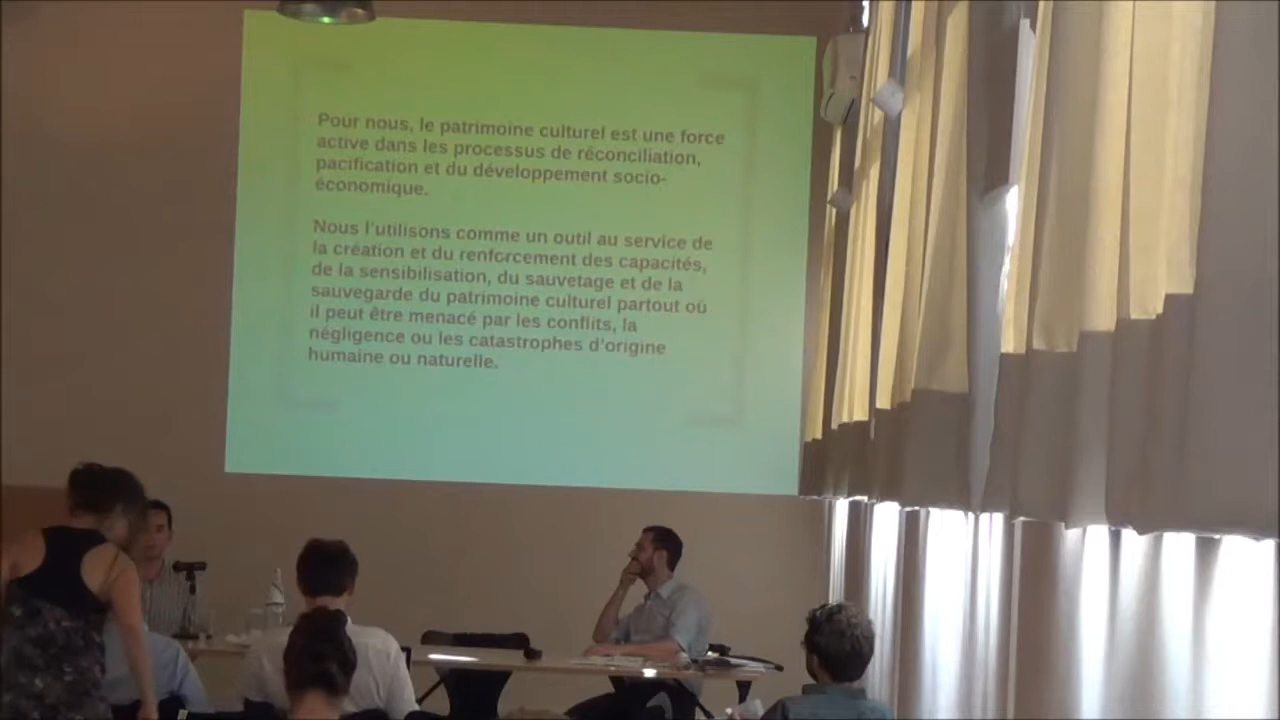 Pour nous, le patrimoine culturel est une force
active dans les processus de réconciliation,
pacification et du développement socio-
économique.
Nous l'utilisons comme un outil au service de
la création et du renforcement des capacités,
de la sensibilisation, du sauvetage et de la
sauvegarde du patrimoine culturel partout où
il peut être menacé par les conflits, la
négligence ou les catastrophes d'origine
humaine ou naturelle.